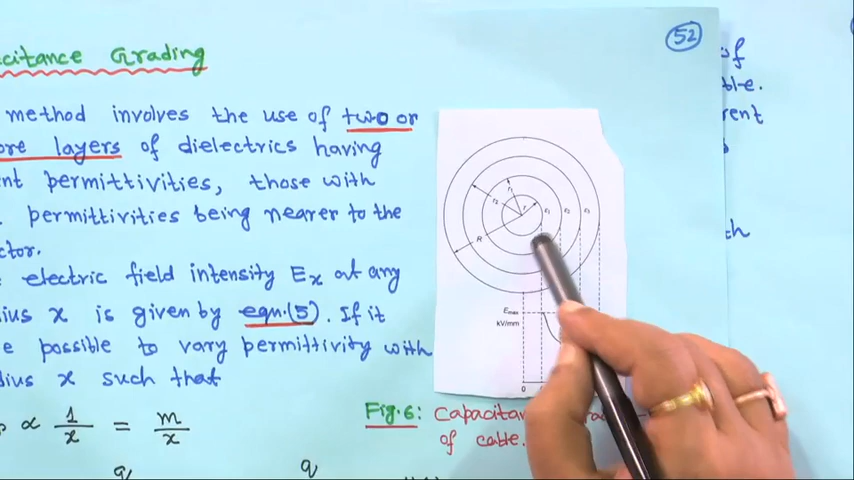 52
citance Grading
method involves the use of two or
ore layers of dielectrics having
nt permittivities, those with
permittivities being nearer to the
ctor.
electric field intensity Ex at any
ius x is given by eqn.(5). If it
e possible to vary permittivity with
dius x such that
∝ 1/x = m/x
q q
r
r1
r2
R
ε1 ε2 ε3
Emax
kV/mm
0
Fig.6: Capacitan
of cable.
of
ble.
rent
th